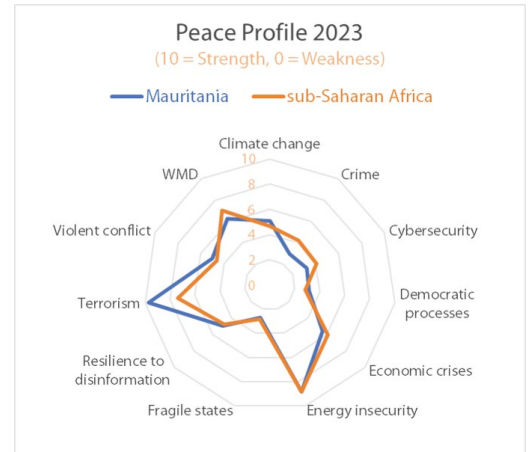 Peace Profile 2023
(10 = Strength, 0 = Weakness)
Mauritania sub-Saharan Africa
Climate change
10
WMD
Crime
8
6
Violent conflict
Cybersecurity
4
2
0
Terrorism
Democratic
processes
Resilience to
disinformation
Economic crises
Fragile states
Energy insecurity